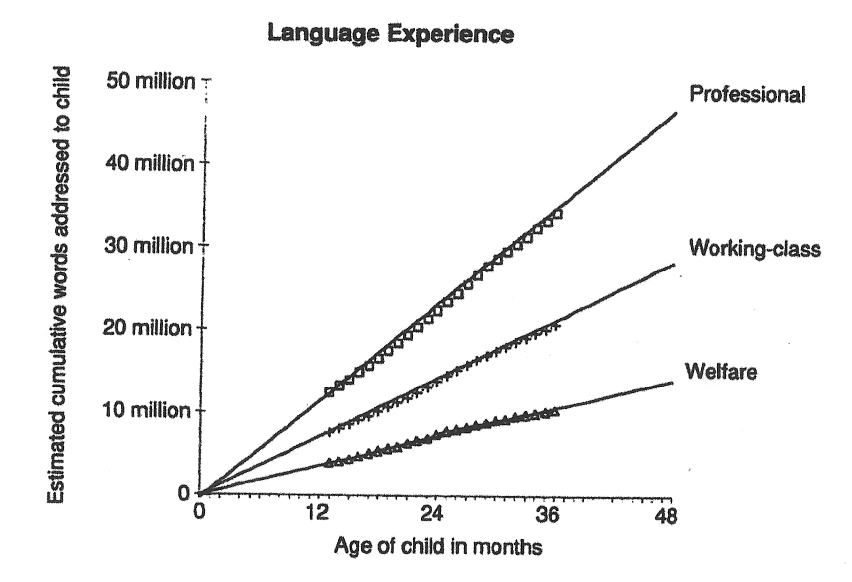 Language Experience
Estimated cumulative words addressed to child
50 million
40 million
30 million
20 million
10 million
0
Professional
Working-class
Welfare
0 12 24 36 48
Age of child in months